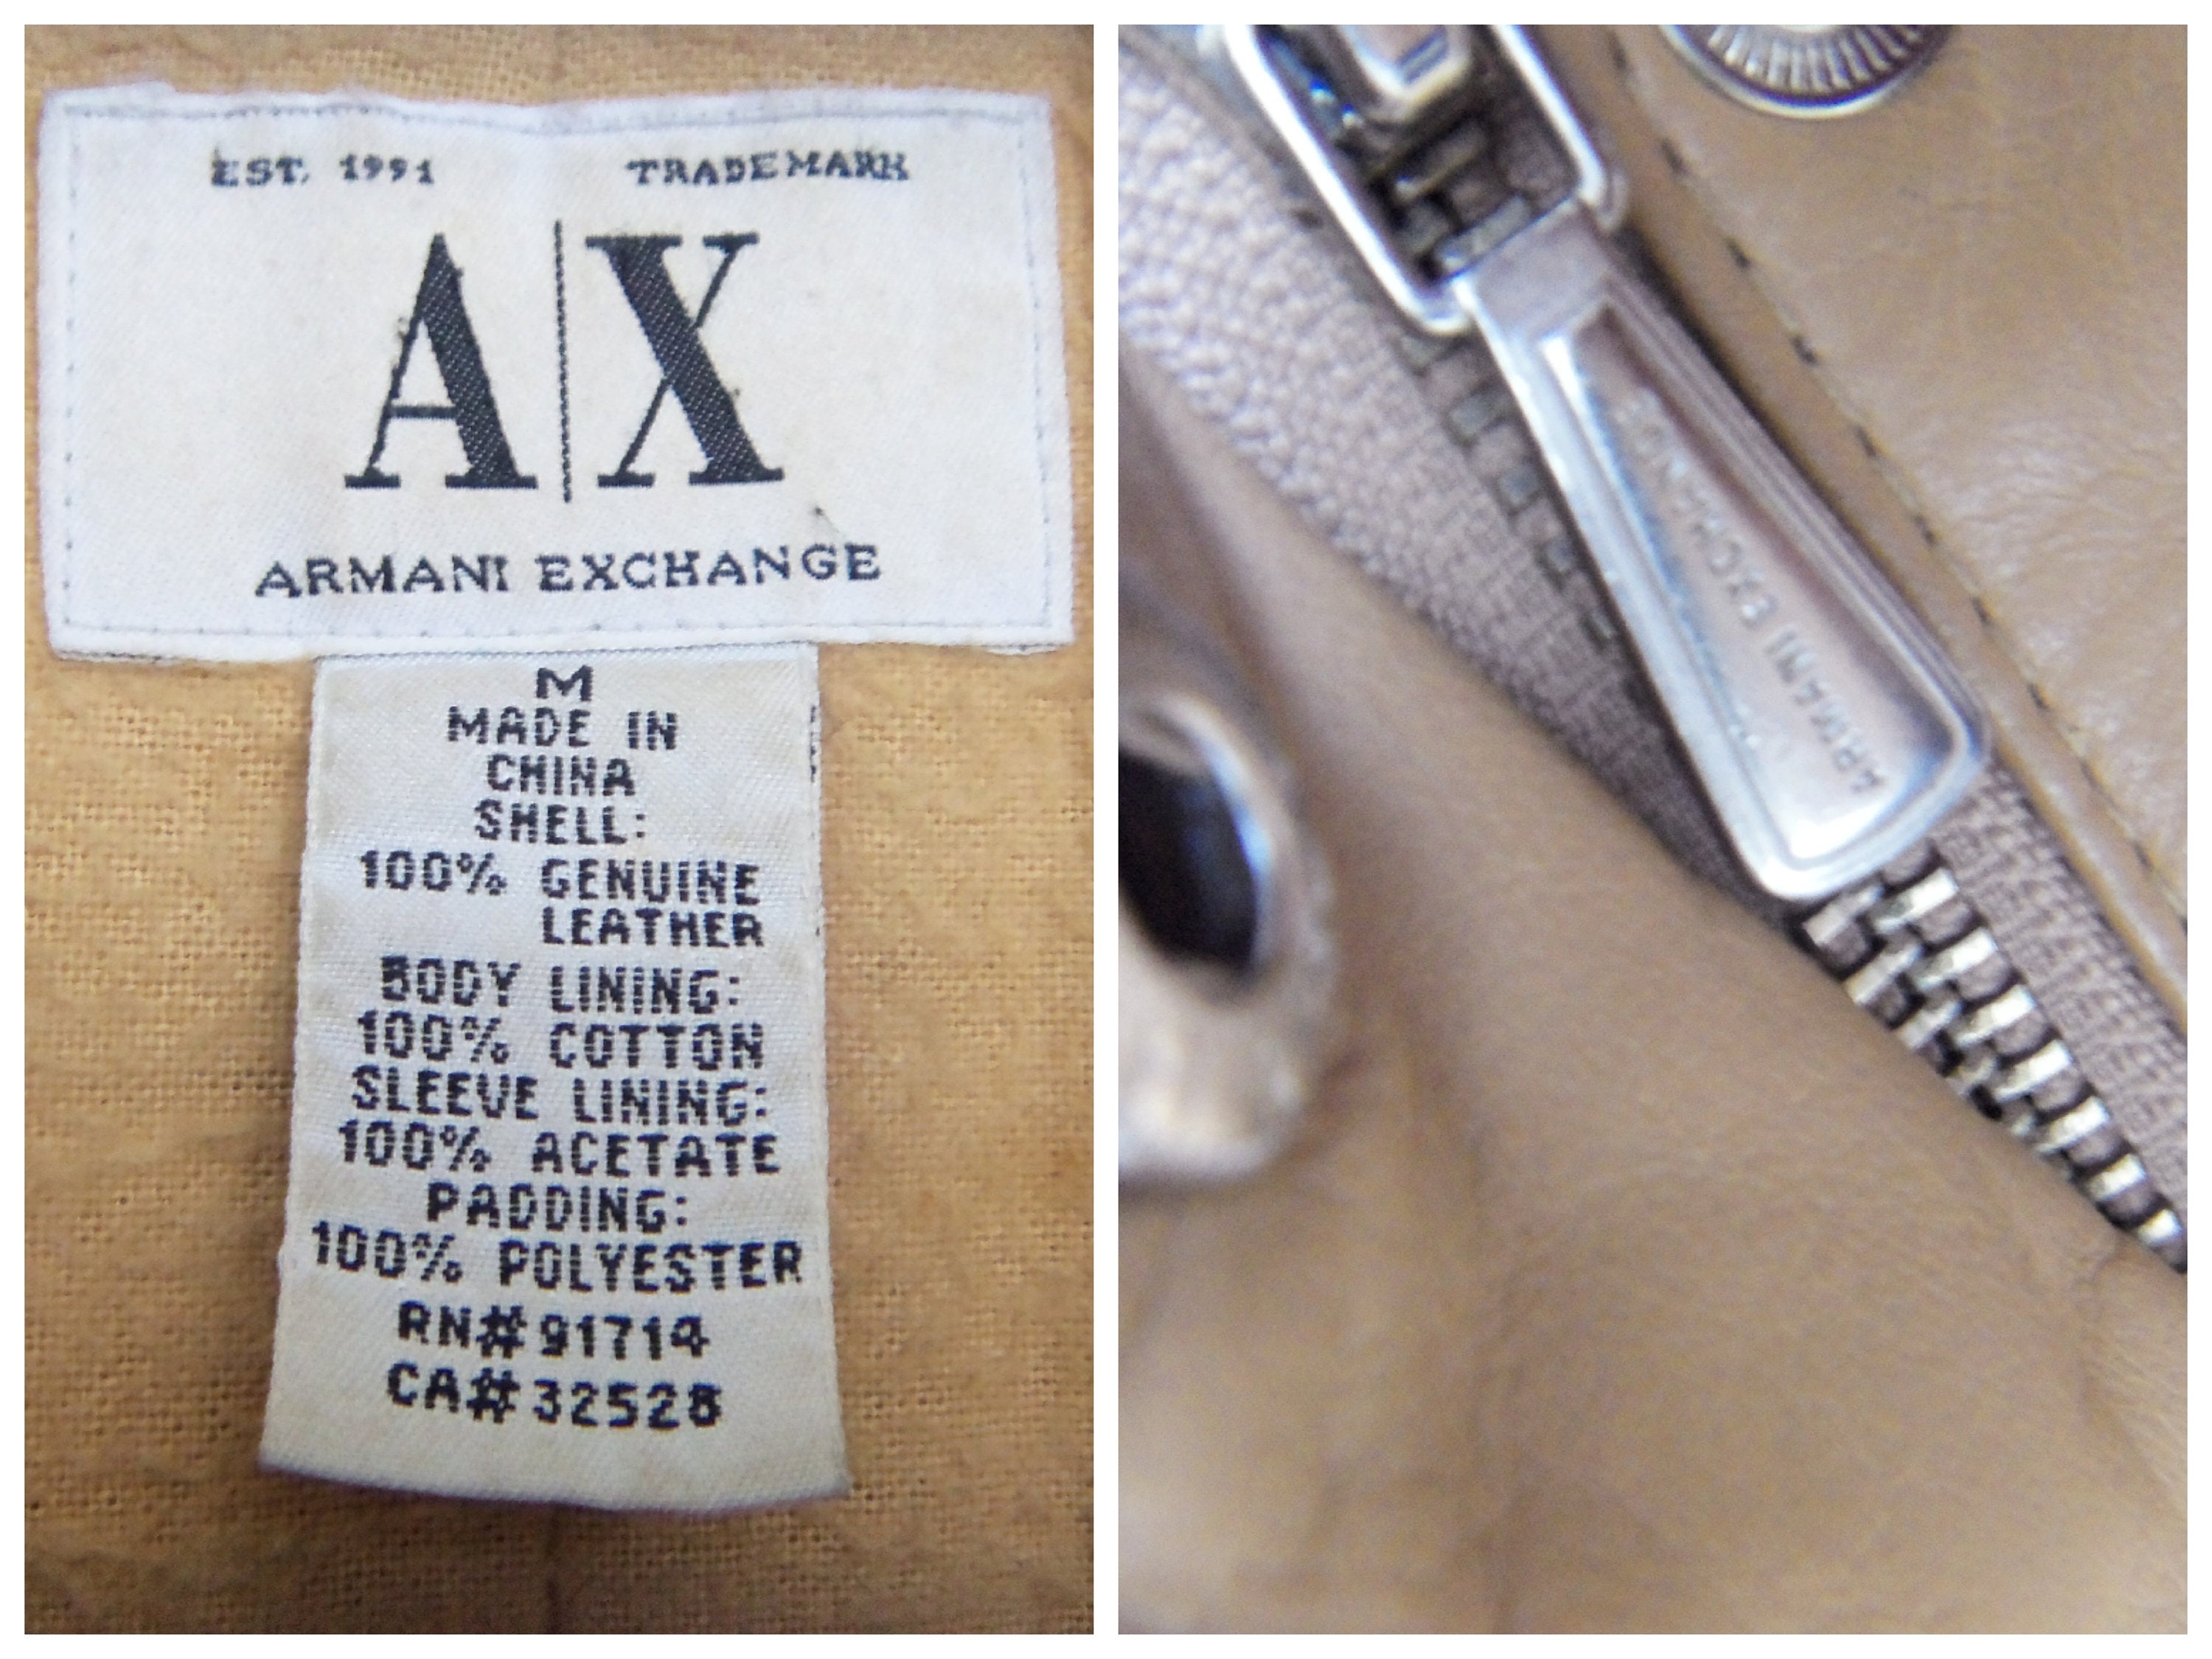 EST. 1991 TRADEMARK
A|X
ARMANI EXCHANGE
M
MADE IN
CHINA
SHELL:
100% GENUINE
LEATHER
BODY LINING:
100% COTTON
SLEEVE LINING:
100% ACETATE
PADDING:
100% POLYESTER
RN#91714
CA#32528
ARMANI EXCHANGE